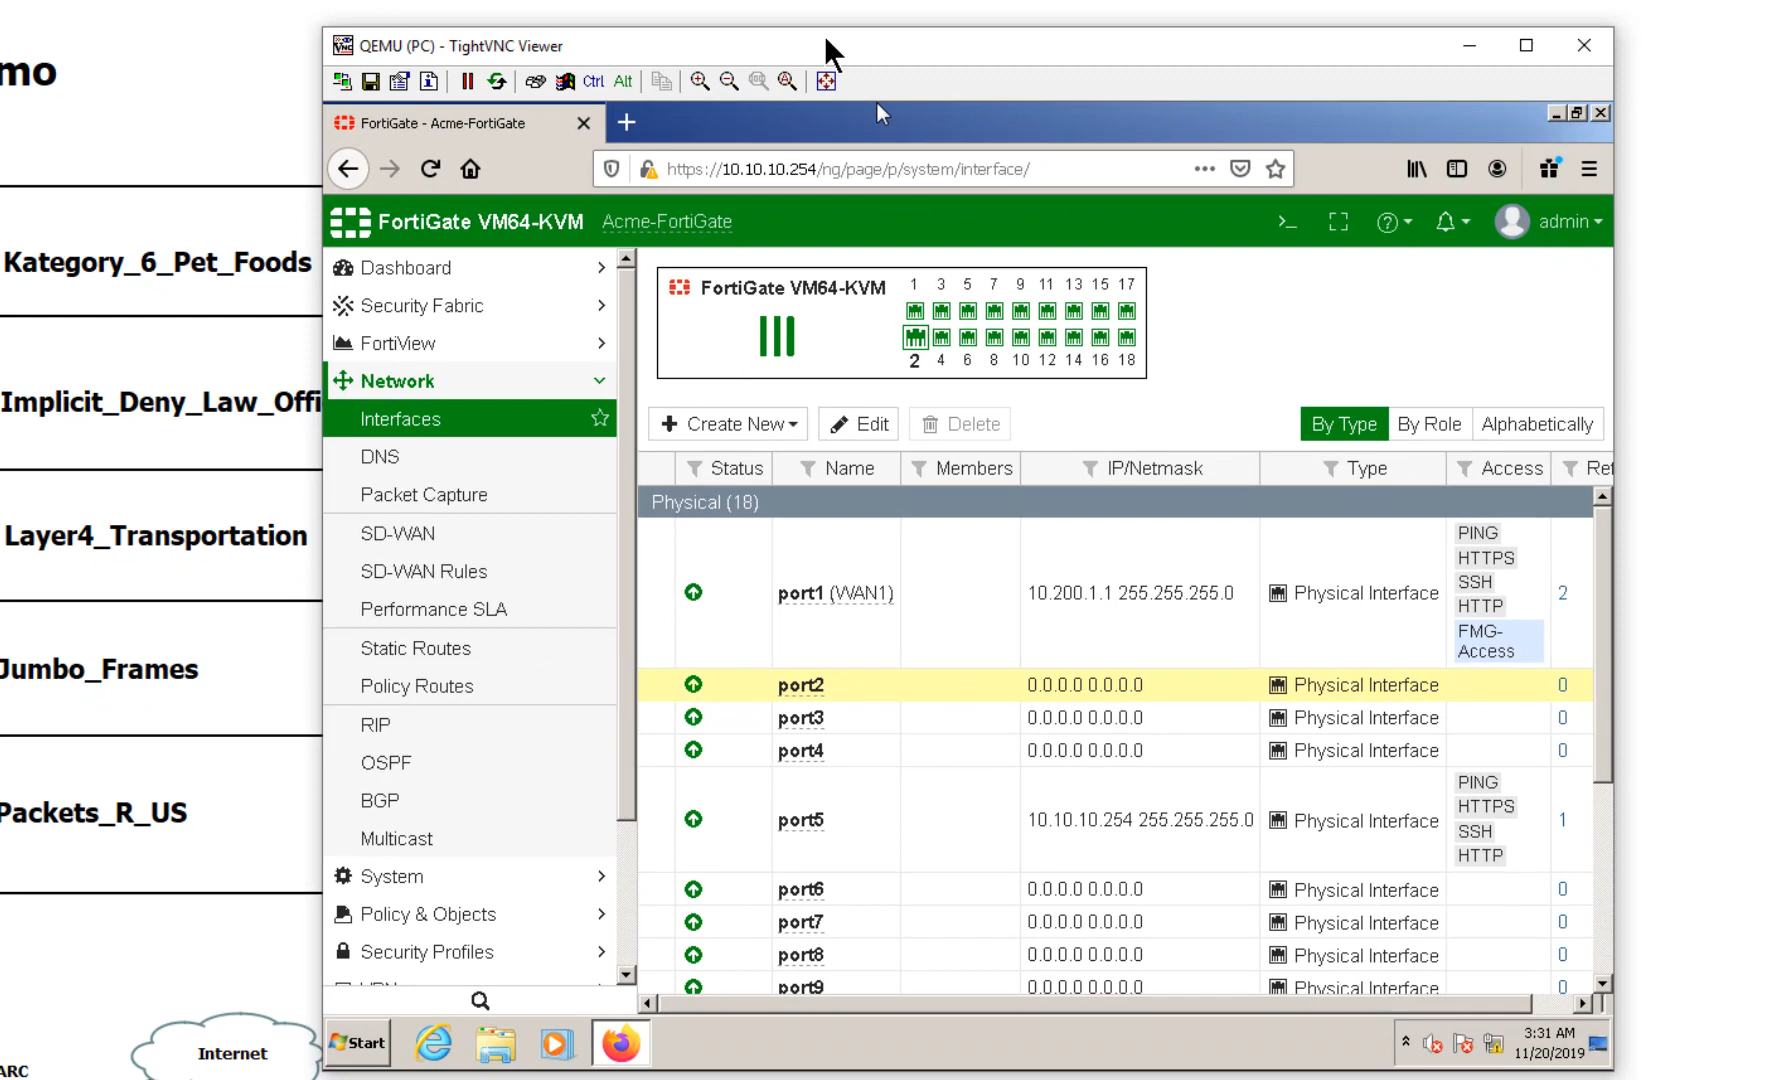 mo
Kategory_6_Pet_Foods
Implicit_Deny_Law_Offi
Layer4_Transportation
Jumbo_Frames
Packets_R_US
Internet
ARC
QEMU (PC) - TightVNC Viewer
Ctrl Alt
FortiGate - Acme-FortiGate
https://10.10.10.254/ng/page/p/system/interface/
FortiGate VM64-KVM Acme-FortiGate
admin
Dashboard
Security Fabric
FortiView
Network
Interfaces
DNS
Packet Capture
SD-WAN
SD-WAN Rules
Performance SLA
Static Routes
Policy Routes
RIP
OSPF
BGP
Multicast
System
Policy & Objects
Security Profiles
FortiGate VM64-KVM
1 3 5 7 9 11 13 15 17
2 4 6 8 10 12 14 16 18
Create New Edit Delete By Type By Role Alphabetically
Status Name Members IP/Netmask Type Access Ref
Physical (18)
port1 (WAN1) 10.200.1.1 255.255.255.0 Physical Interface PING HTTPS SSH HTTP FMG-Access 2
port2 0.0.0.0 0.0.0.0 Physical Interface 0
port3 0.0.0.0 0.0.0.0 Physical Interface 0
port4 0.0.0.0 0.0.0.0 Physical Interface 0
port5 10.10.10.254 255.255.255.0 Physical Interface PING HTTPS SSH HTTP 1
port6 0.0.0.0 0.0.0.0 Physical Interface 0
port7 0.0.0.0 0.0.0.0 Physical Interface 0
port8 0.0.0.0 0.0.0.0 Physical Interface 0
port9 0.0.0.0 0.0.0.0 Physical Interface 0
Start
3:31 AM
11/20/2019